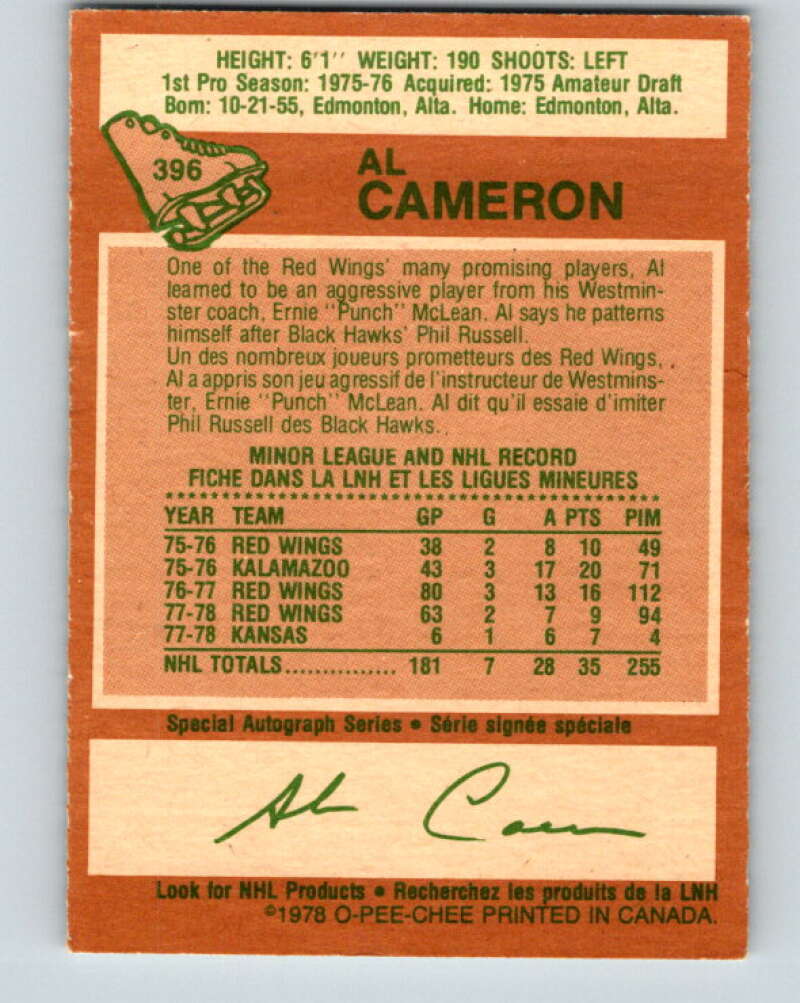 HEIGHT: 6'1'' WEIGHT: 190 SHOOTS: LEFT
1st Pro Season: 1975-76 Acquired: 1975 Amateur Draft
Born: 10-21-55, Edmonton, Alta. Home: Edmonton, Alta.
396
AL
CAMERON
One of the Red Wings' many promising players, Al
learned to be an aggressive player from his Westmin-
ster coach, Ernie "Punch" McLean. Al says he patterns
himself after Black Hawks' Phil Russell.
Un des nombreux joueurs prometteurs des Red Wings,
Al a appris son jeu agressif de l'instructeur de Westmins-
ter, Ernie "Punch" McLean. Al dit qu'il essaie d'imiter
Phil Russell des Black Hawks.
MINOR LEAGUE AND NHL RECORD
FICHE DANS LA LNH ET LES LIGUES MINEURES
YEAR TEAM GP G A PTS PIM
75-76 RED WINGS 38 2 8 10 49
75-76 KALAMAZOO 43 3 17 20 71
76-77 RED WINGS 80 3 13 16 112
77-78 RED WINGS 63 2 7 9 94
77-78 KANSAS 6 1 6 7 4
NHL TOTALS................ 181 7 28 35 255
Special Autograph Series • Série signée spéciale
Al Cameron
Look for NHL Products • Recherchez les produits de la LNH
©1978 O-PEE-CHEE PRINTED IN CANADA.